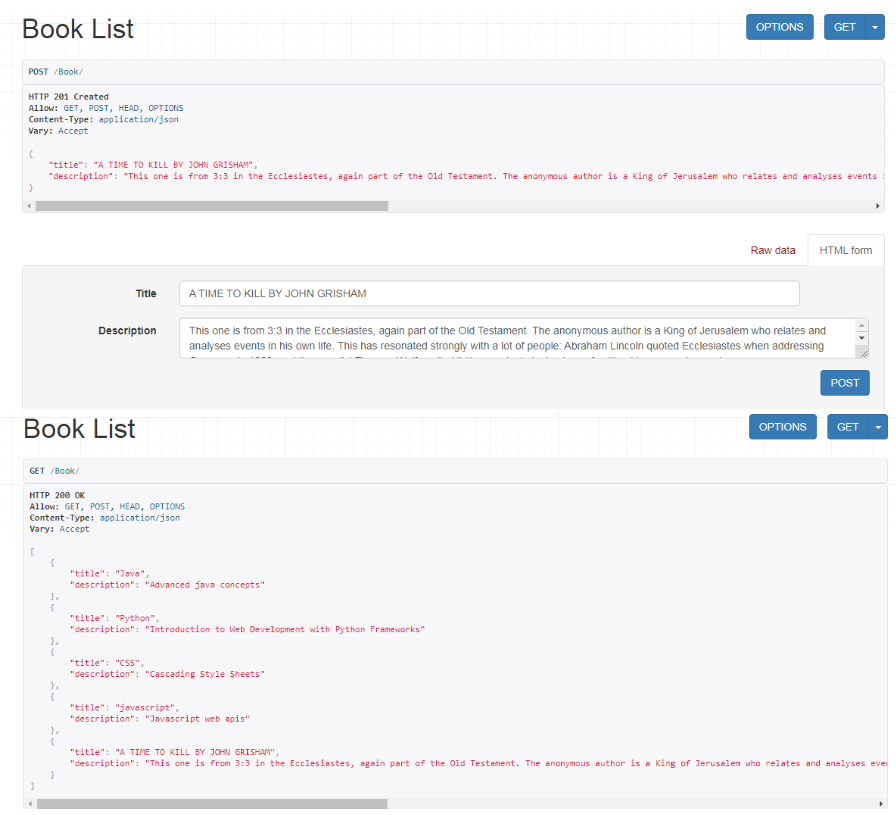 Book List
OPTIONS GET
POST /Book/
HTTP 201 Created
Allow: GET, POST, HEAD, OPTIONS
Content-Type: application/json
Vary: Accept
{
"title": "A TIME TO KILL BY JOHN GRISHAM",
"description": "This one is from 3:3 in the Ecclesiastes, again part of the Old Testament. The anonymous author is a King of Jerusalem who relates and analyses events
}
Raw data HTML form
Title A TIME TO KILL BY JOHN GRISHAM
Description This one is from 3:3 in the Ecclesiastes, again part of the Old Testament. The anonymous author is a King of Jerusalem who relates and
analyses events in his own life. This has resonated strongly with a lot of people: Abraham Lincoln quoted Ecclesiastes when addressing
POST
Book List
OPTIONS GET
GET /Book/
HTTP 200 OK
Allow: GET, POST, HEAD, OPTIONS
Content-Type: application/json
Vary: Accept
[
{
"title": "Java",
"description": "Advanced java concepts"
},
{
"title": "Python",
"description": "Introduction to Web Development with Python Frameworks"
},
{
"title": "CSS",
"description": "Cascading Style Sheets"
},
{
"title": "javascript",
"description": "Javascript web apis"
},
{
"title": "A TIME TO KILL BY JOHN GRISHAM",
"description": "This one is from 3:3 in the Ecclesiastes, again part of the Old Testament. The anonymous author is a King of Jerusalem who relates and analyses
}
]